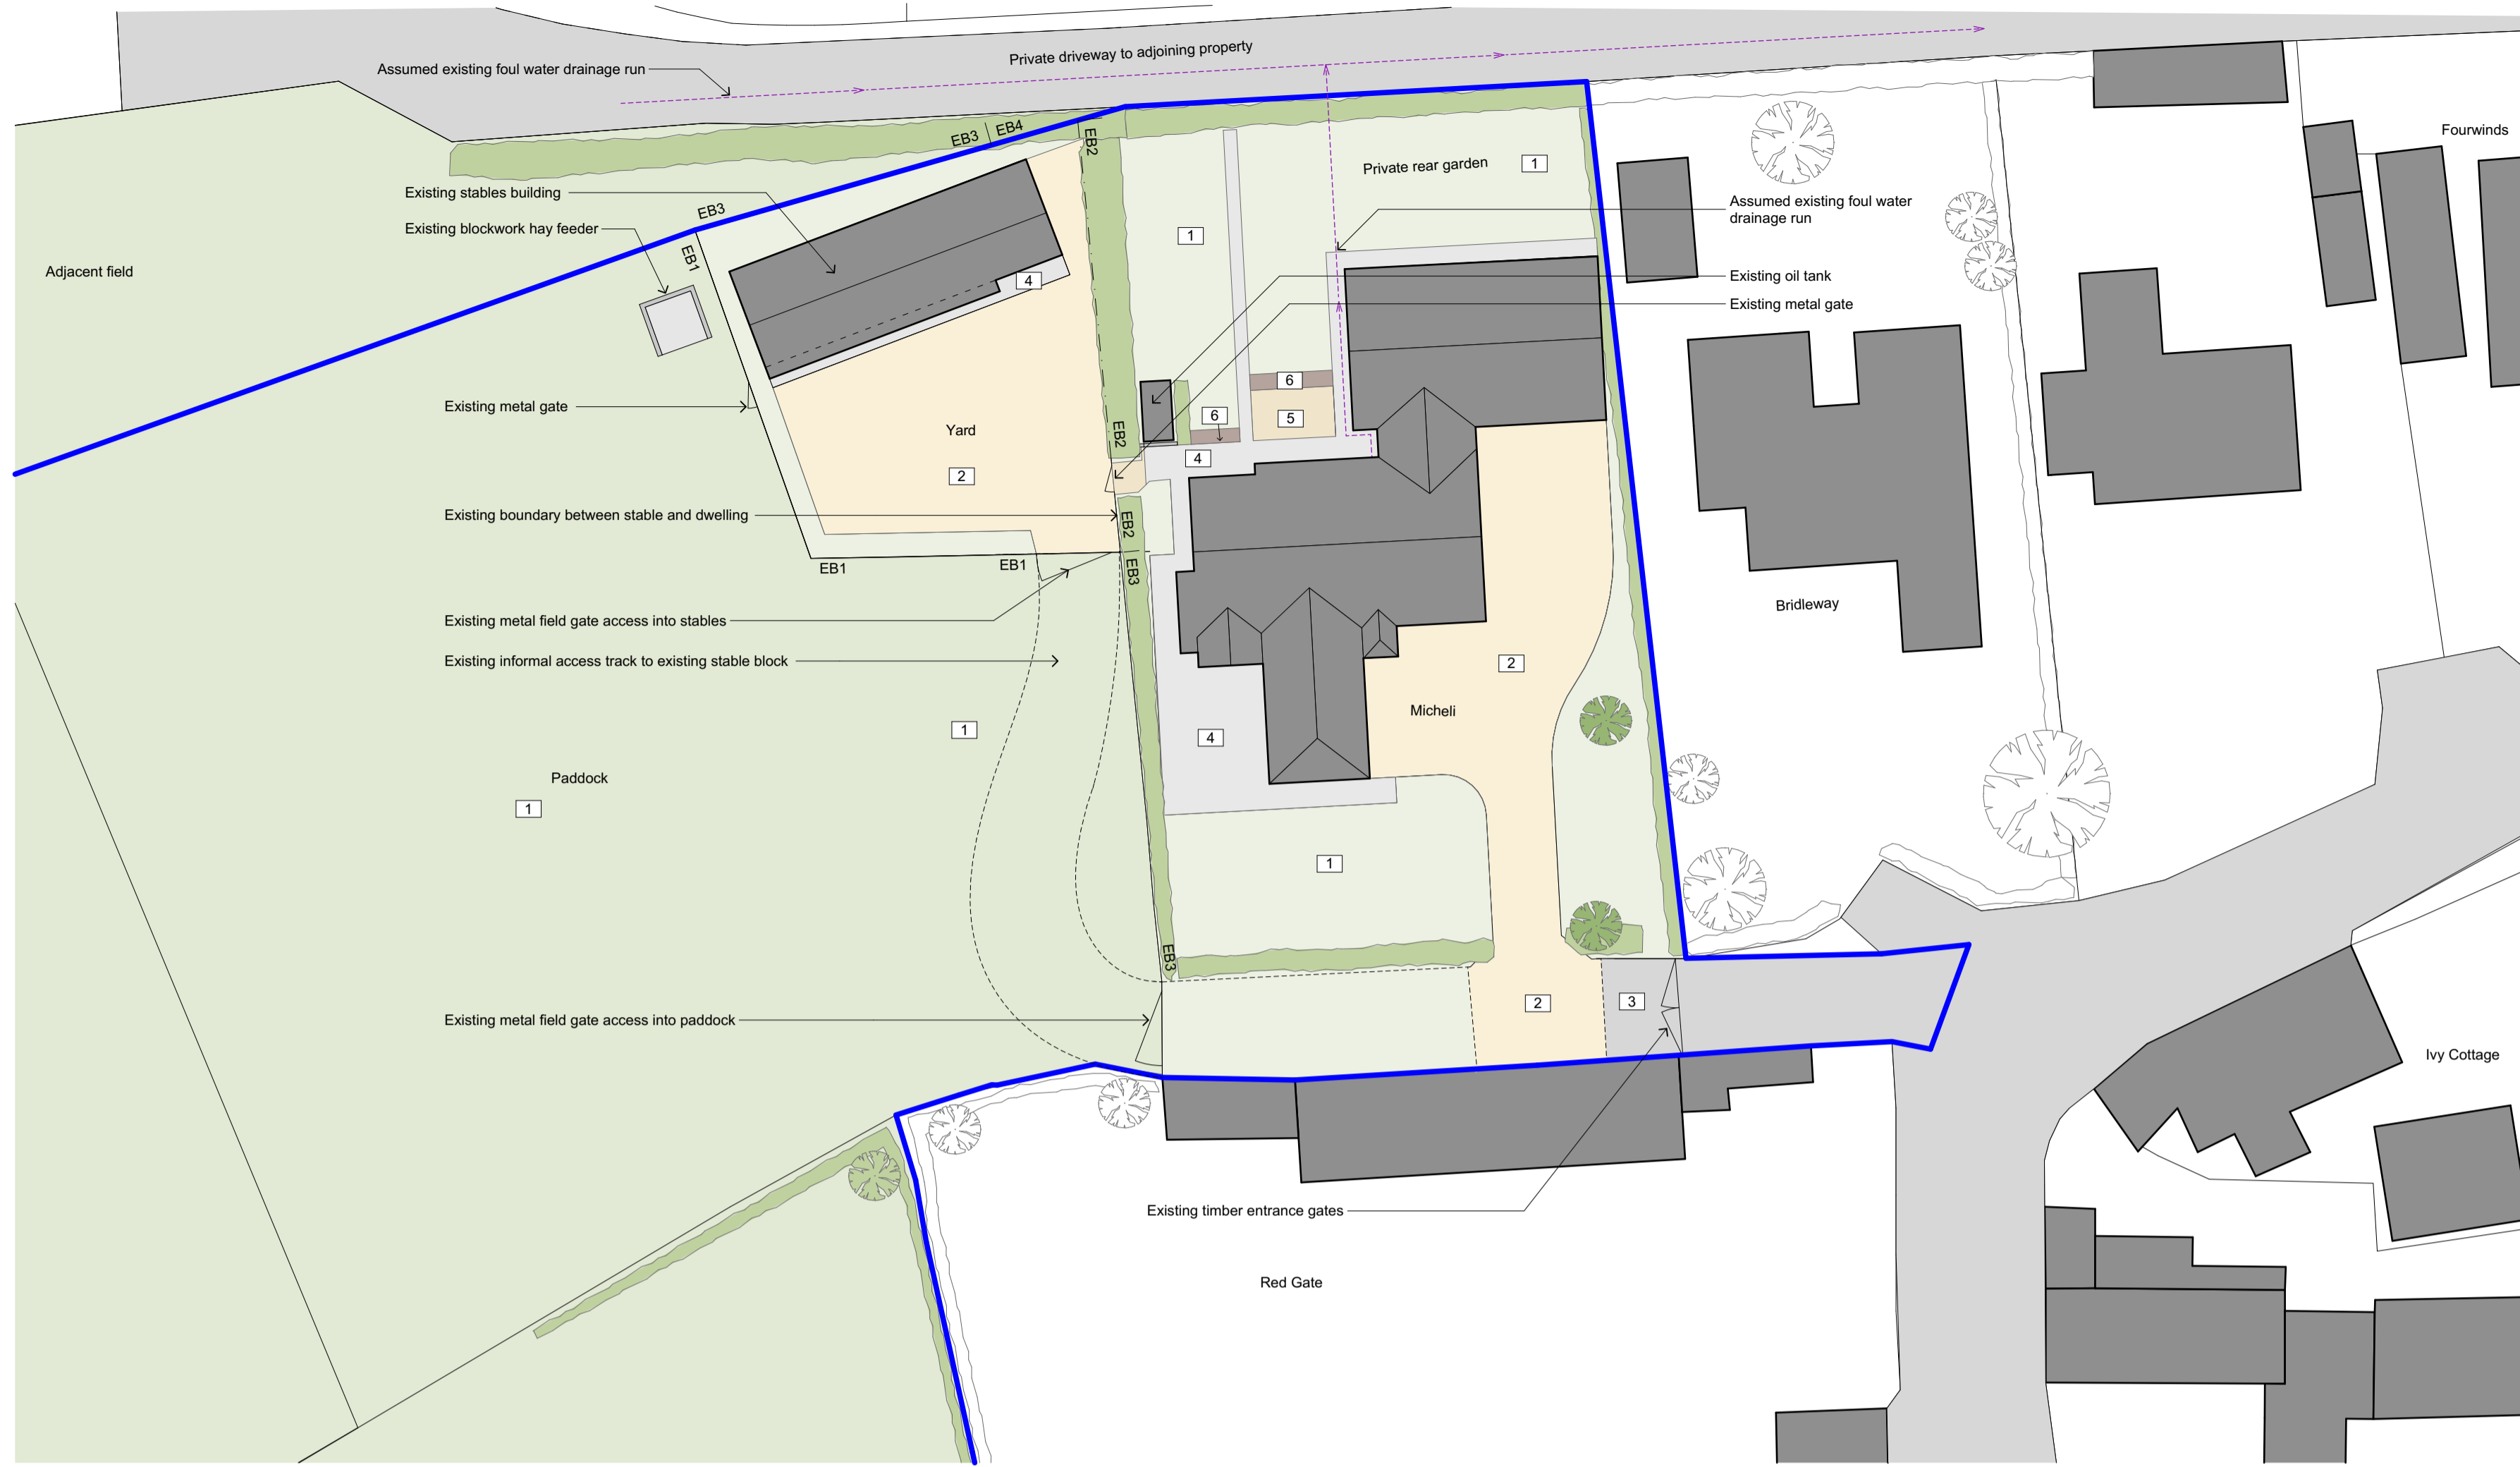 Private driveway to adjoining property
Assumed existing foul water drainage run
EB3
EB4
EB2
Fourwinds
Private rear garden
1
Existing stables building
EB3
Existing blockwork hay feeder
Assumed existing foul water
drainage run
1
EB1
Adjacent field
4
Existing oil tank
Existing metal gate
6
Existing metal gate
6
5
Yard
EB2
4
2
Existing boundary between stable and dwelling
EB2
EB1
EB1
EB3
Bridleway
Existing metal field gate access into stables
Existing informal access track to existing stable block
2
Micheli
1
4
Paddock
1
1
EB3
2
3
Existing metal field gate access into paddock
Ivy Cottage
Existing timber entrance gates
Red Gate